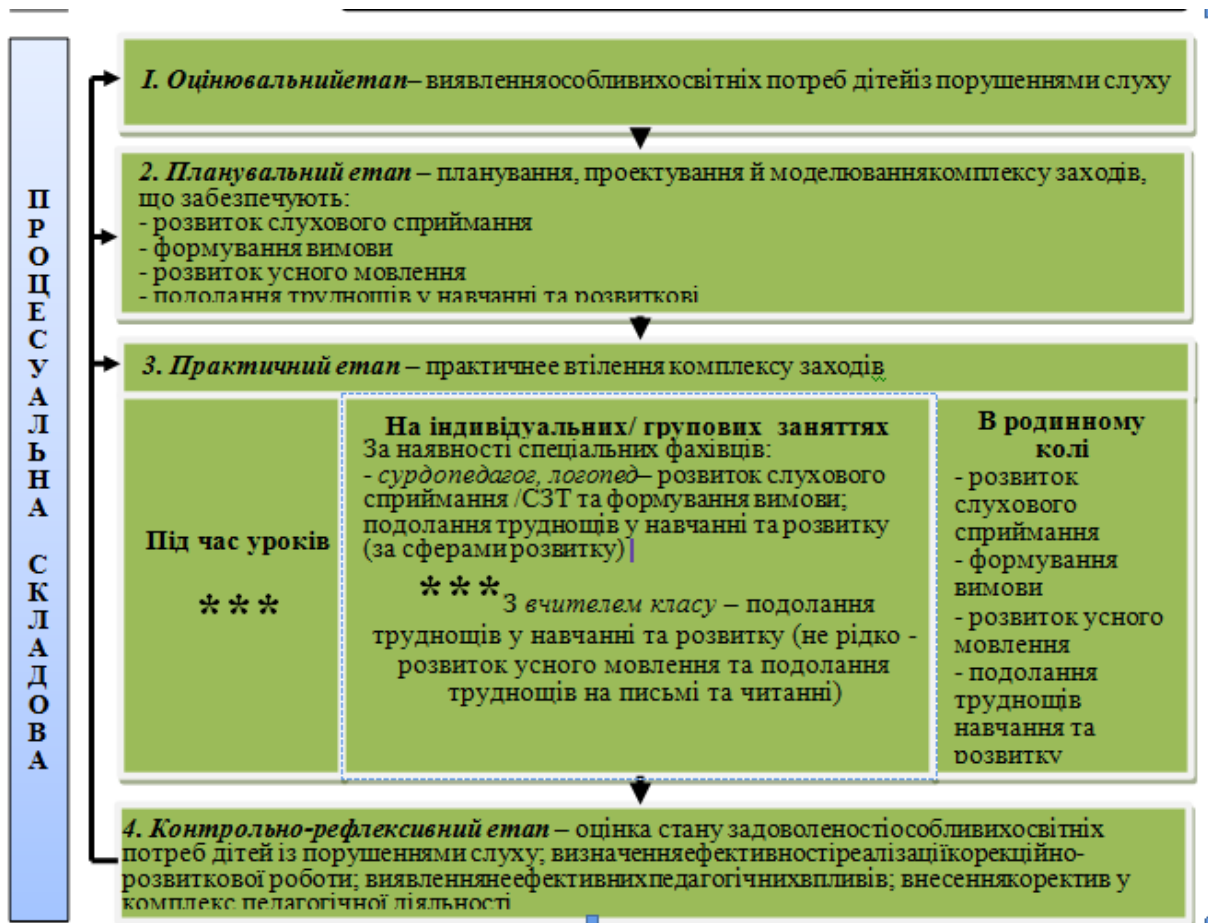 ПРОЦЕСУАЛЬНА СКЛАДОВА
I. Оцінювальнийетап– виявленняособливихосвітніх потреб дітейіз порушеннями слуху
2. Планувальний етап – планування, проектування й моделюваннякомплексу заходів,
що забезпечують:
- розвиток слухового сприймання
- формування вимови
- розвиток усного мовлення
- подолання труднощів у навчанні та розвиткові
3. Практичний етап – практичнее втілення комплексу заходів
Під час уроків
***
На індивідуальних/ групових заняттях
За наявності спеціальних фахівців:
- сурдопедагог, логопед– розвиток слухового
сприймання /СЗТ та формування вимови;
подолання труднощів у навчанні та розвитку
(за сферами розвитку)
*** З вчителем класу – подолання
труднощів у навчанні та розвитку (не рідко -
розвиток усного мовлення та подолання
труднощів на письмі та читанні)
В родинному
колі
- розвиток
слухового
сприймання
- формування
вимови
- розвиток усного
мовлення
- подолання
труднощів
навчання та
розвитку
4. Контрольно-рефлексивний етап – оцінка стану задоволеностіособливихосвітніх
потреб дітей із порушеннями слуху; визначенняефективностіреалізаціїкорекційно-
розвиткової роботи; виявленнянеефективнихпедагогічнихвпливів; внесеннякоректив у
комплекс педагогічної діяльності